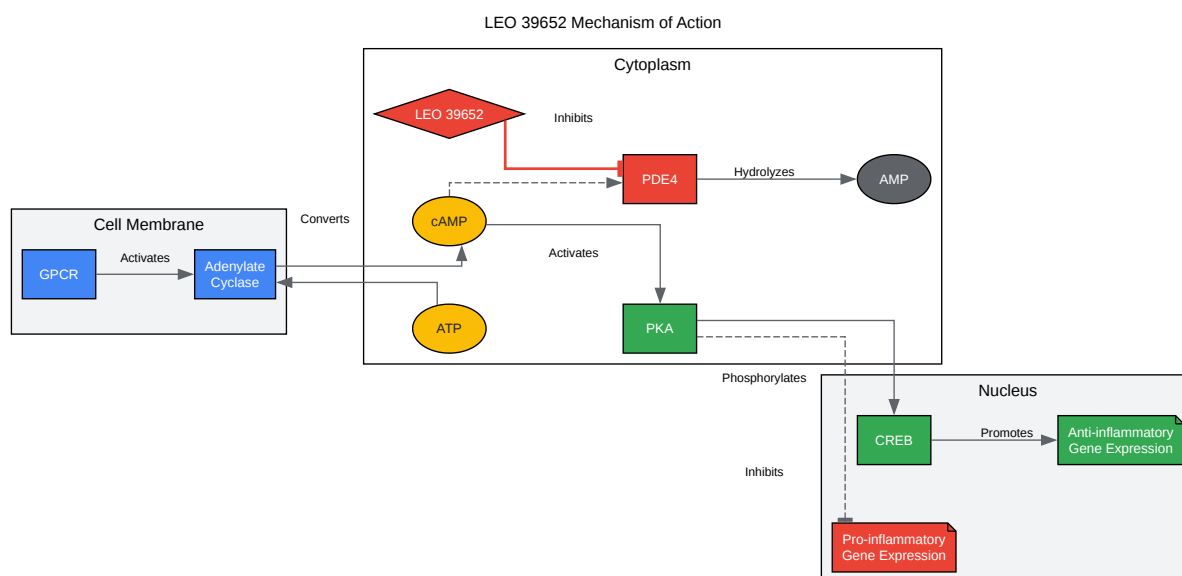 LEO 39652 Mechanism of Action
Cytoplasm
LEO 39652
Inhibits
PDE4
Hydrolyzes
AMP
cAMP
Converts
Cell Membrane
Activates
GPCR
Adenylate
Cyclase
Activates
ATP
PKA
Phosphorylates
Nucleus
CREB
Promotes
Anti-inflammatory
Gene Expression
Inhibits
Pro-inflammatory
Gene Expression